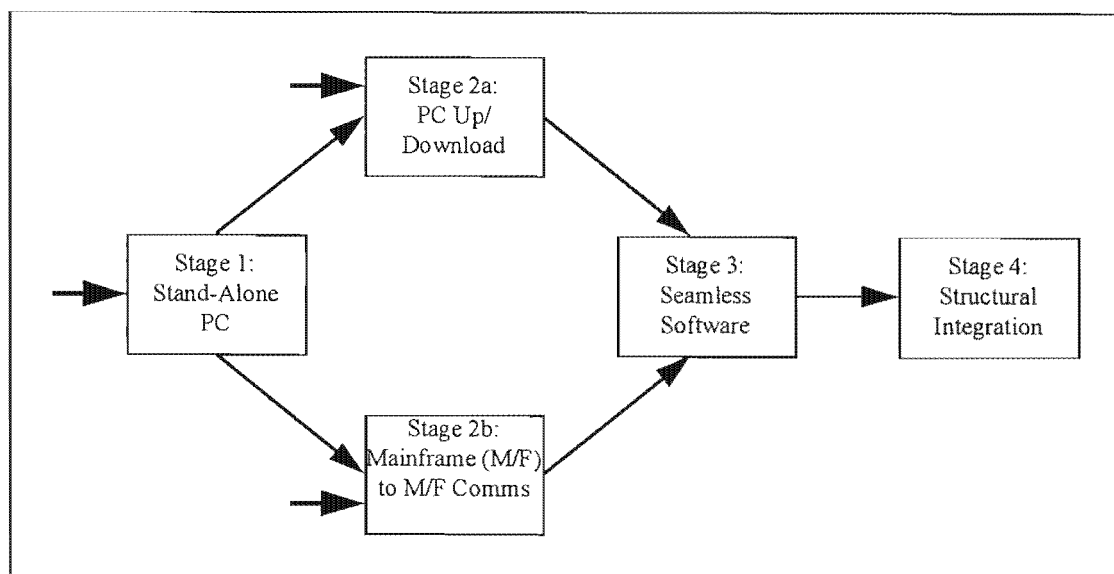 Stage 2a:
PC Up/
Download
Stage 1:
Stand-Alone
PC
Stage 3:
Seamless
Software
Stage 4:
Structural
Integration
Stage 2b:
Mainframe (M/F)
to M/F Comms